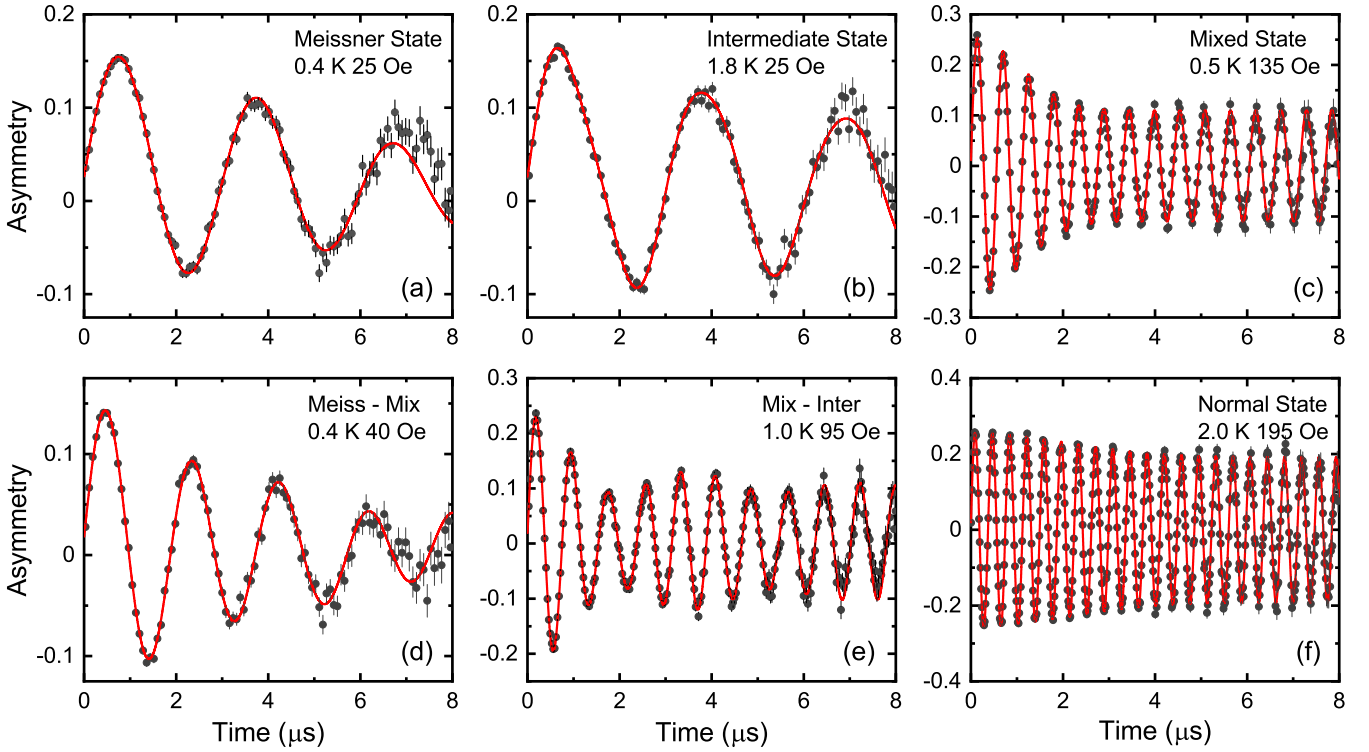 Meissner State
0.4 K 25 Oe
Asymmetry
0.1
0.0
-0.1
(a)
0 2 4 6 8
Intermediate State
1.8 K 25 Oe
0.1
0.0
-0.1
(b)
0 2 4 6 8
Mixed State
0.5 K 135 Oe
0.3
0.2
0.1
0
-0.1
-0.2
-0.3
(c)
0 2 4 6 8
Meiss - Mix
0.4 K 40 Oe
Asymmetry
0.1
0
-0.1
(d)
0 2 4 6 8
Time (μs)
Mix - Inter
1.0 K 95 Oe
0.3
0.2
0.1
0.0
-0.1
-0.2
(e)
0 2 4 6 8
Time (μs)
Normal State
2.0 K 195 Oe
0.4
0.2
0.0
-0.2
-0.4
(f)
0 2 4 6 8
Time (μs)